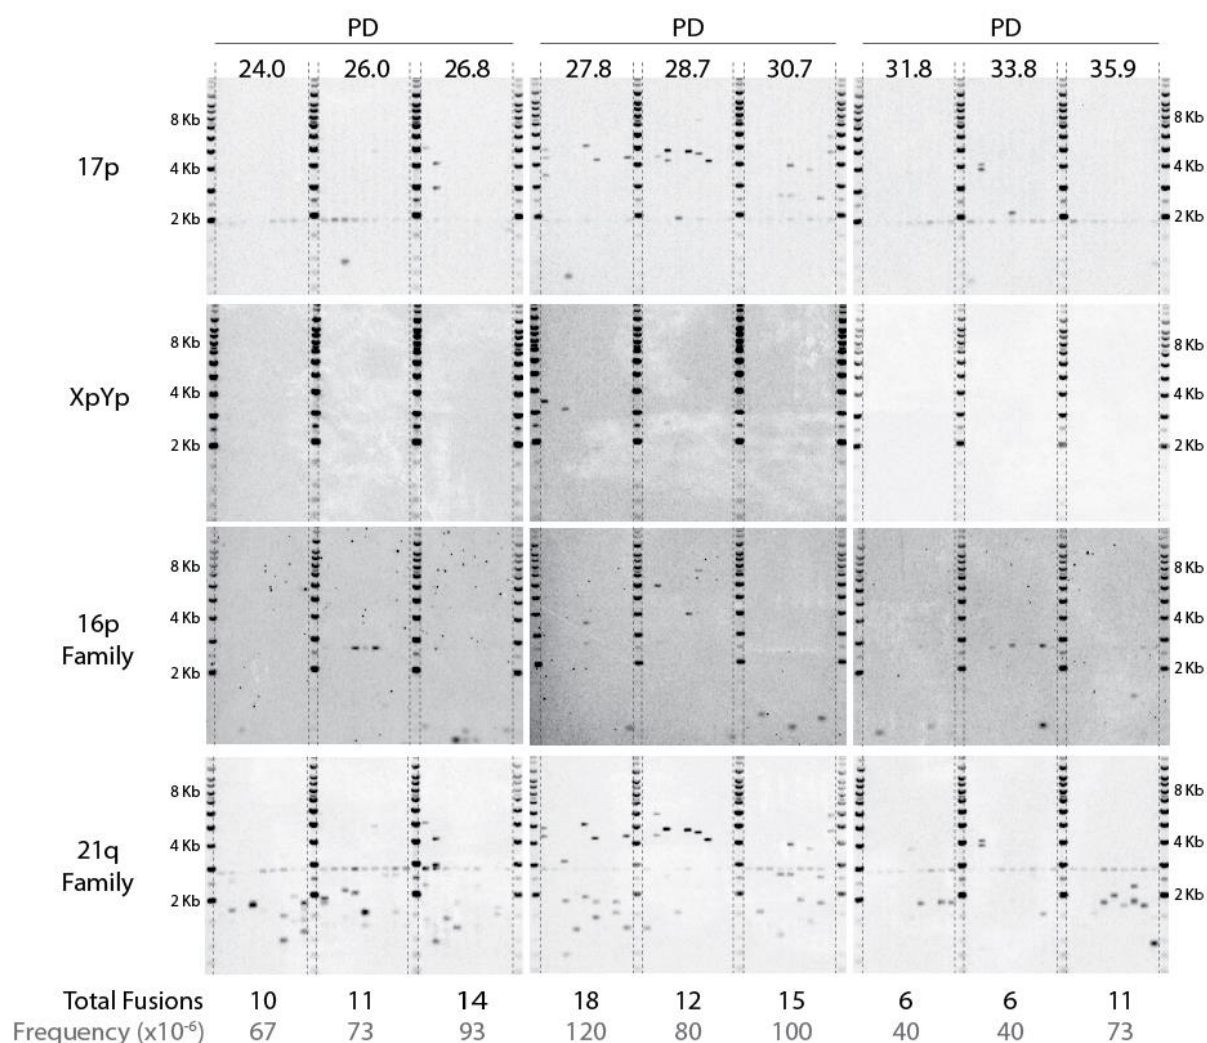 PD PD PD
24.0 26.0 26.8 27.8 28.7 30.7 31.8 33.8 35.9
8 Kb 8 Kb
17p
4 Kb 4 Kb
2 Kb 2 Kb
8 Kb 8 Kb
XpYp
4 Kb 4 Kb
2 Kb 2 Kb
8 Kb 8 Kb
16p
Family
4 Kb 4 Kb
2 Kb 2 Kb
8 Kb 8 Kb
21q
Family
4 Kb 4 Kb
2 Kb 2 Kb
Total Fusions 10 11 14 18 12 15 6 6 11
Frequency (x10⁻⁶) 67 73 93 120 80 100 40 40 73